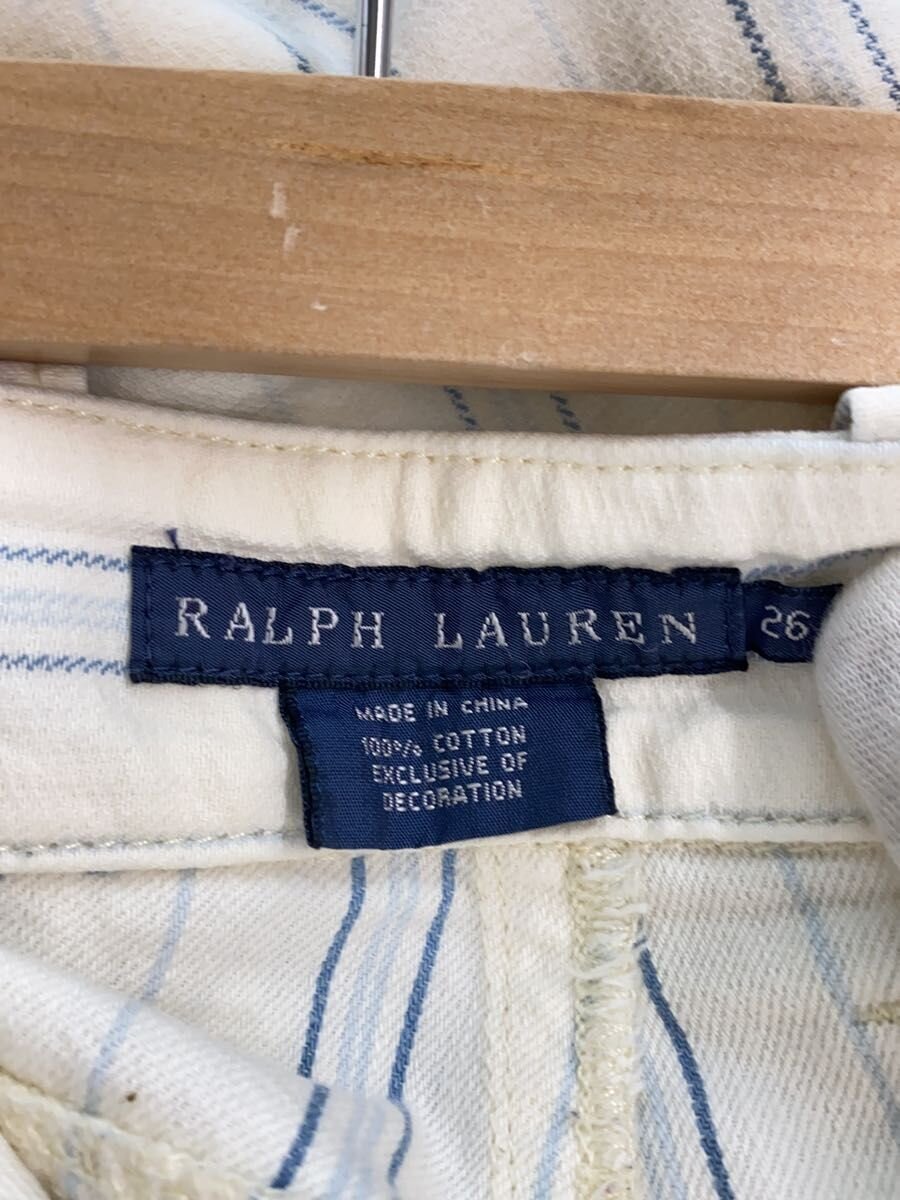 RALPH LAUREN 26
MADE IN CHINA
100% COTTON
EXCLUSIVE OF
DECORATION